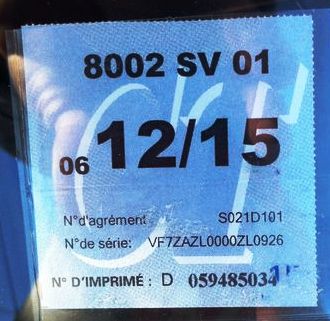 8002 SV 01
06 12/15
N°d'agrément S021D101
N°de série: VF7ZAZL0000ZL0926
N° D'IMPRIMÉ : D 059485034